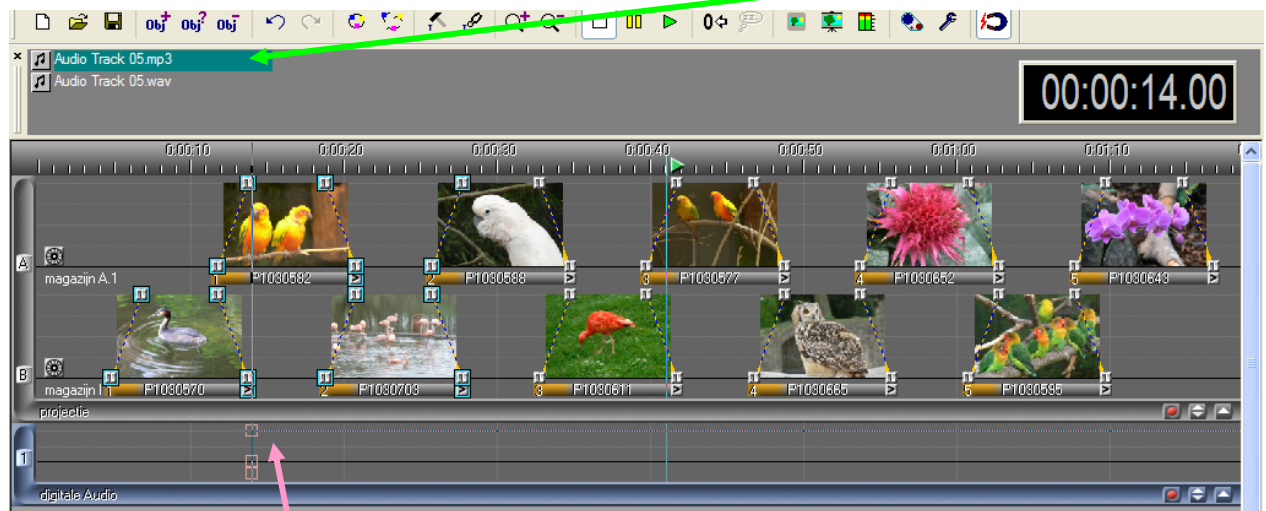 Obj+ Obj? Obj-
Audio Track 05.mp3
Audio Track 05.wav
00:00:14.00
0:00:10 0:00:20 0:00:30 0:00:40 0:00:50 0:01:00 0:01:10
A
magazijn A.1
1 P1030582 2 P1030588 3 P1030577 4 P1030652 5 P1030643
B
magazijn
1 P1030570 2 P1030703 3 P1030611 4 P1030665 5 P1030595
projectie
1
digitale Audio